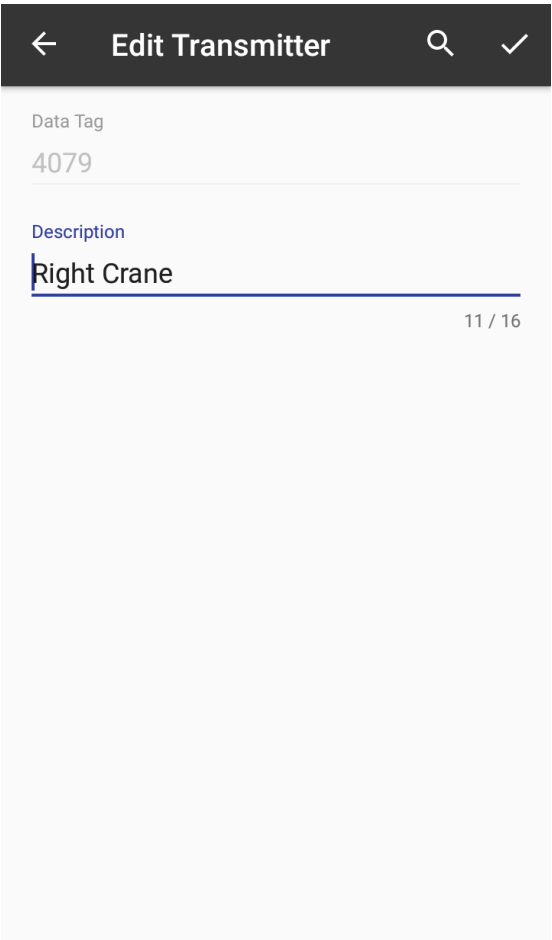 Edit Transmitter
Data Tag
4079
Description
Right Crane
11 / 16